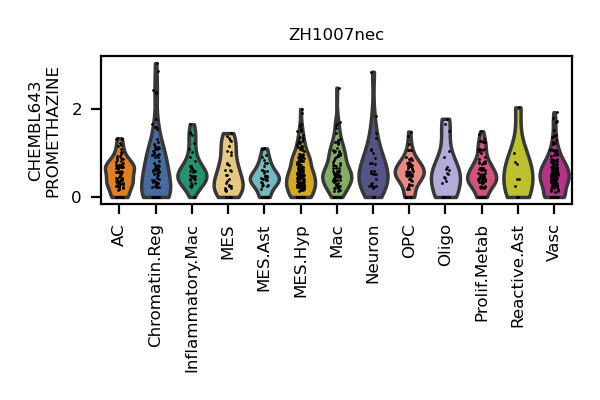 ZH1007nec
CHEMBL643
PROMETHAZINE
2
0
AC
Chromatin.Reg
Inflammatory.Mac
MES
MES.Ast
MES.Hyp
Mac
Neuron
OPC
Oligo
Prolif.Metab
Reactive.Ast
Vasc